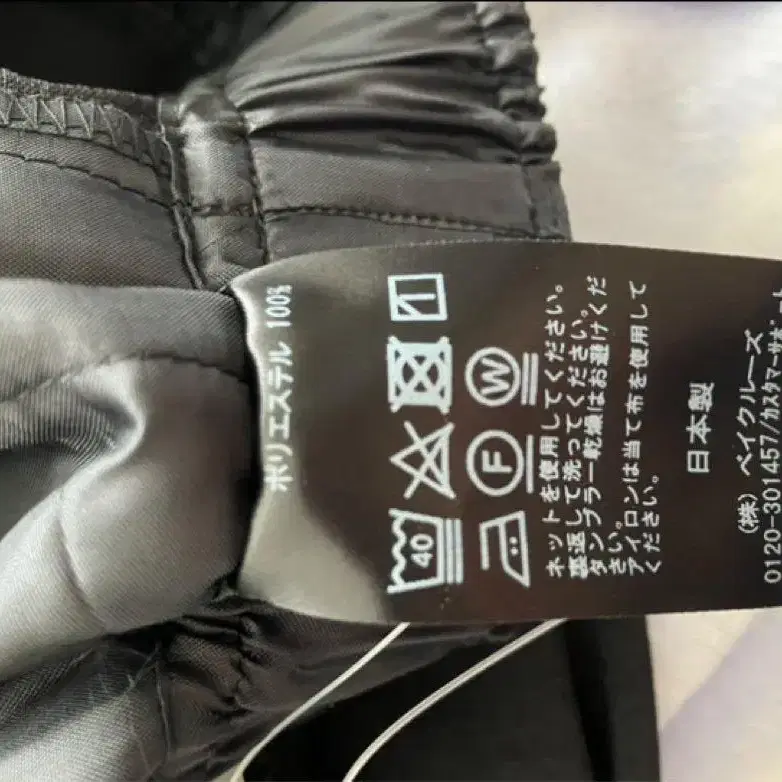 ポリエステル 100%
40
F
W
ネットを使用してください。
裏返して洗ってください。
タンブラー乾燥はお避けくだ
さい。
アイロンは当て布を使用して
ください。
日本製
(株) ベイクルーズ
0120-301457/カスタマーサポート